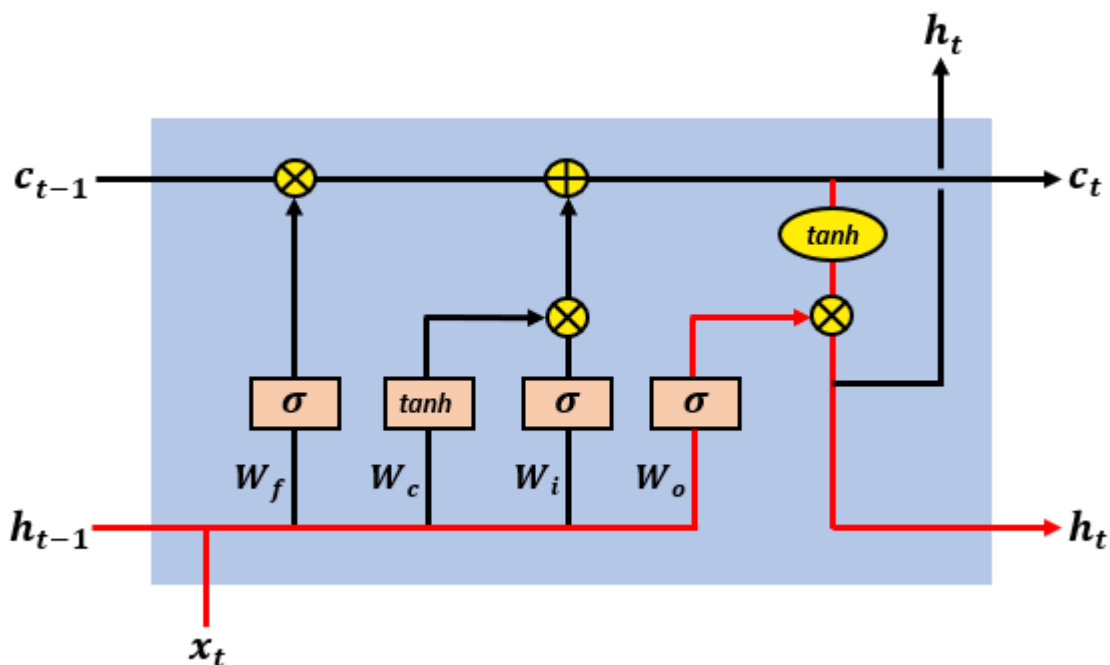 h_t
c_{t-1}
c_t
tanh
σ
tanh
σ
σ
W_f
W_c
W_i
W_o
h_{t-1}
h_t
x_t